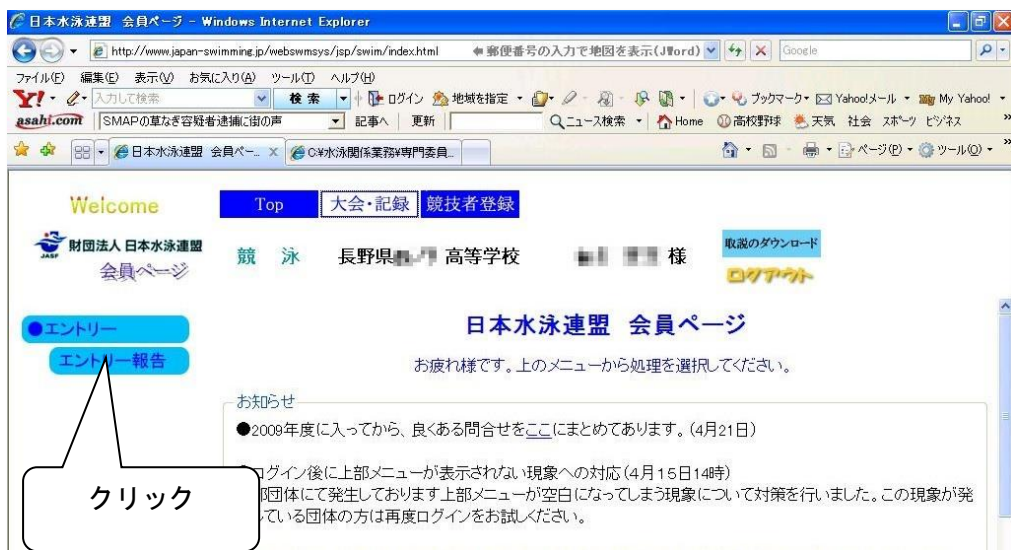 日本水泳連盟 会員ページ - Windows Internet Explorer
http://www.japan-swimming.jp/webswmsys/jsp/swim/index.html
郵便番号の入力で地図を表示(JWord)
Google
ファイル(F) 編集(E) 表示(V) お気に入り(A) ツール(T) ヘルプ(H)
Y! 入力して検索 検 索 ログイン 地域を指定 ブックマーク Yahoo!メール My Yahoo!
asahi.com SMAPの草なぎ容疑者逮捕に街の声 記事へ 更新 ニュース検索 Home 高校野球 天気 社会 スポーツ ビジネス
日本水泳連盟 会員ペー... C:¥水泳関係業務¥専門委員... ページ(P) ツール(O)
Welcome Top 大会・記録 競技者登録
JASF 財団法人 日本水泳連盟
会員ページ
競 泳 長野県 高等学校 様
取説のダウンロード
ログアウト
●エントリー
エントリー報告
日本水泳連盟 会員ページ
お疲れ様です。上のメニューから処理を選択してください。
お知らせ
●2009年度に入ってから、良くある問合せをここにまとめてあります。(4月21日)
ログイン後に上部メニューが表示されない現象への対応(4月15日14時)
団体にて発生しております上部メニューが空白になってしまう現象について対策を行いました。この現象が発
している団体の方は再度ログインをお試しください。
クリック